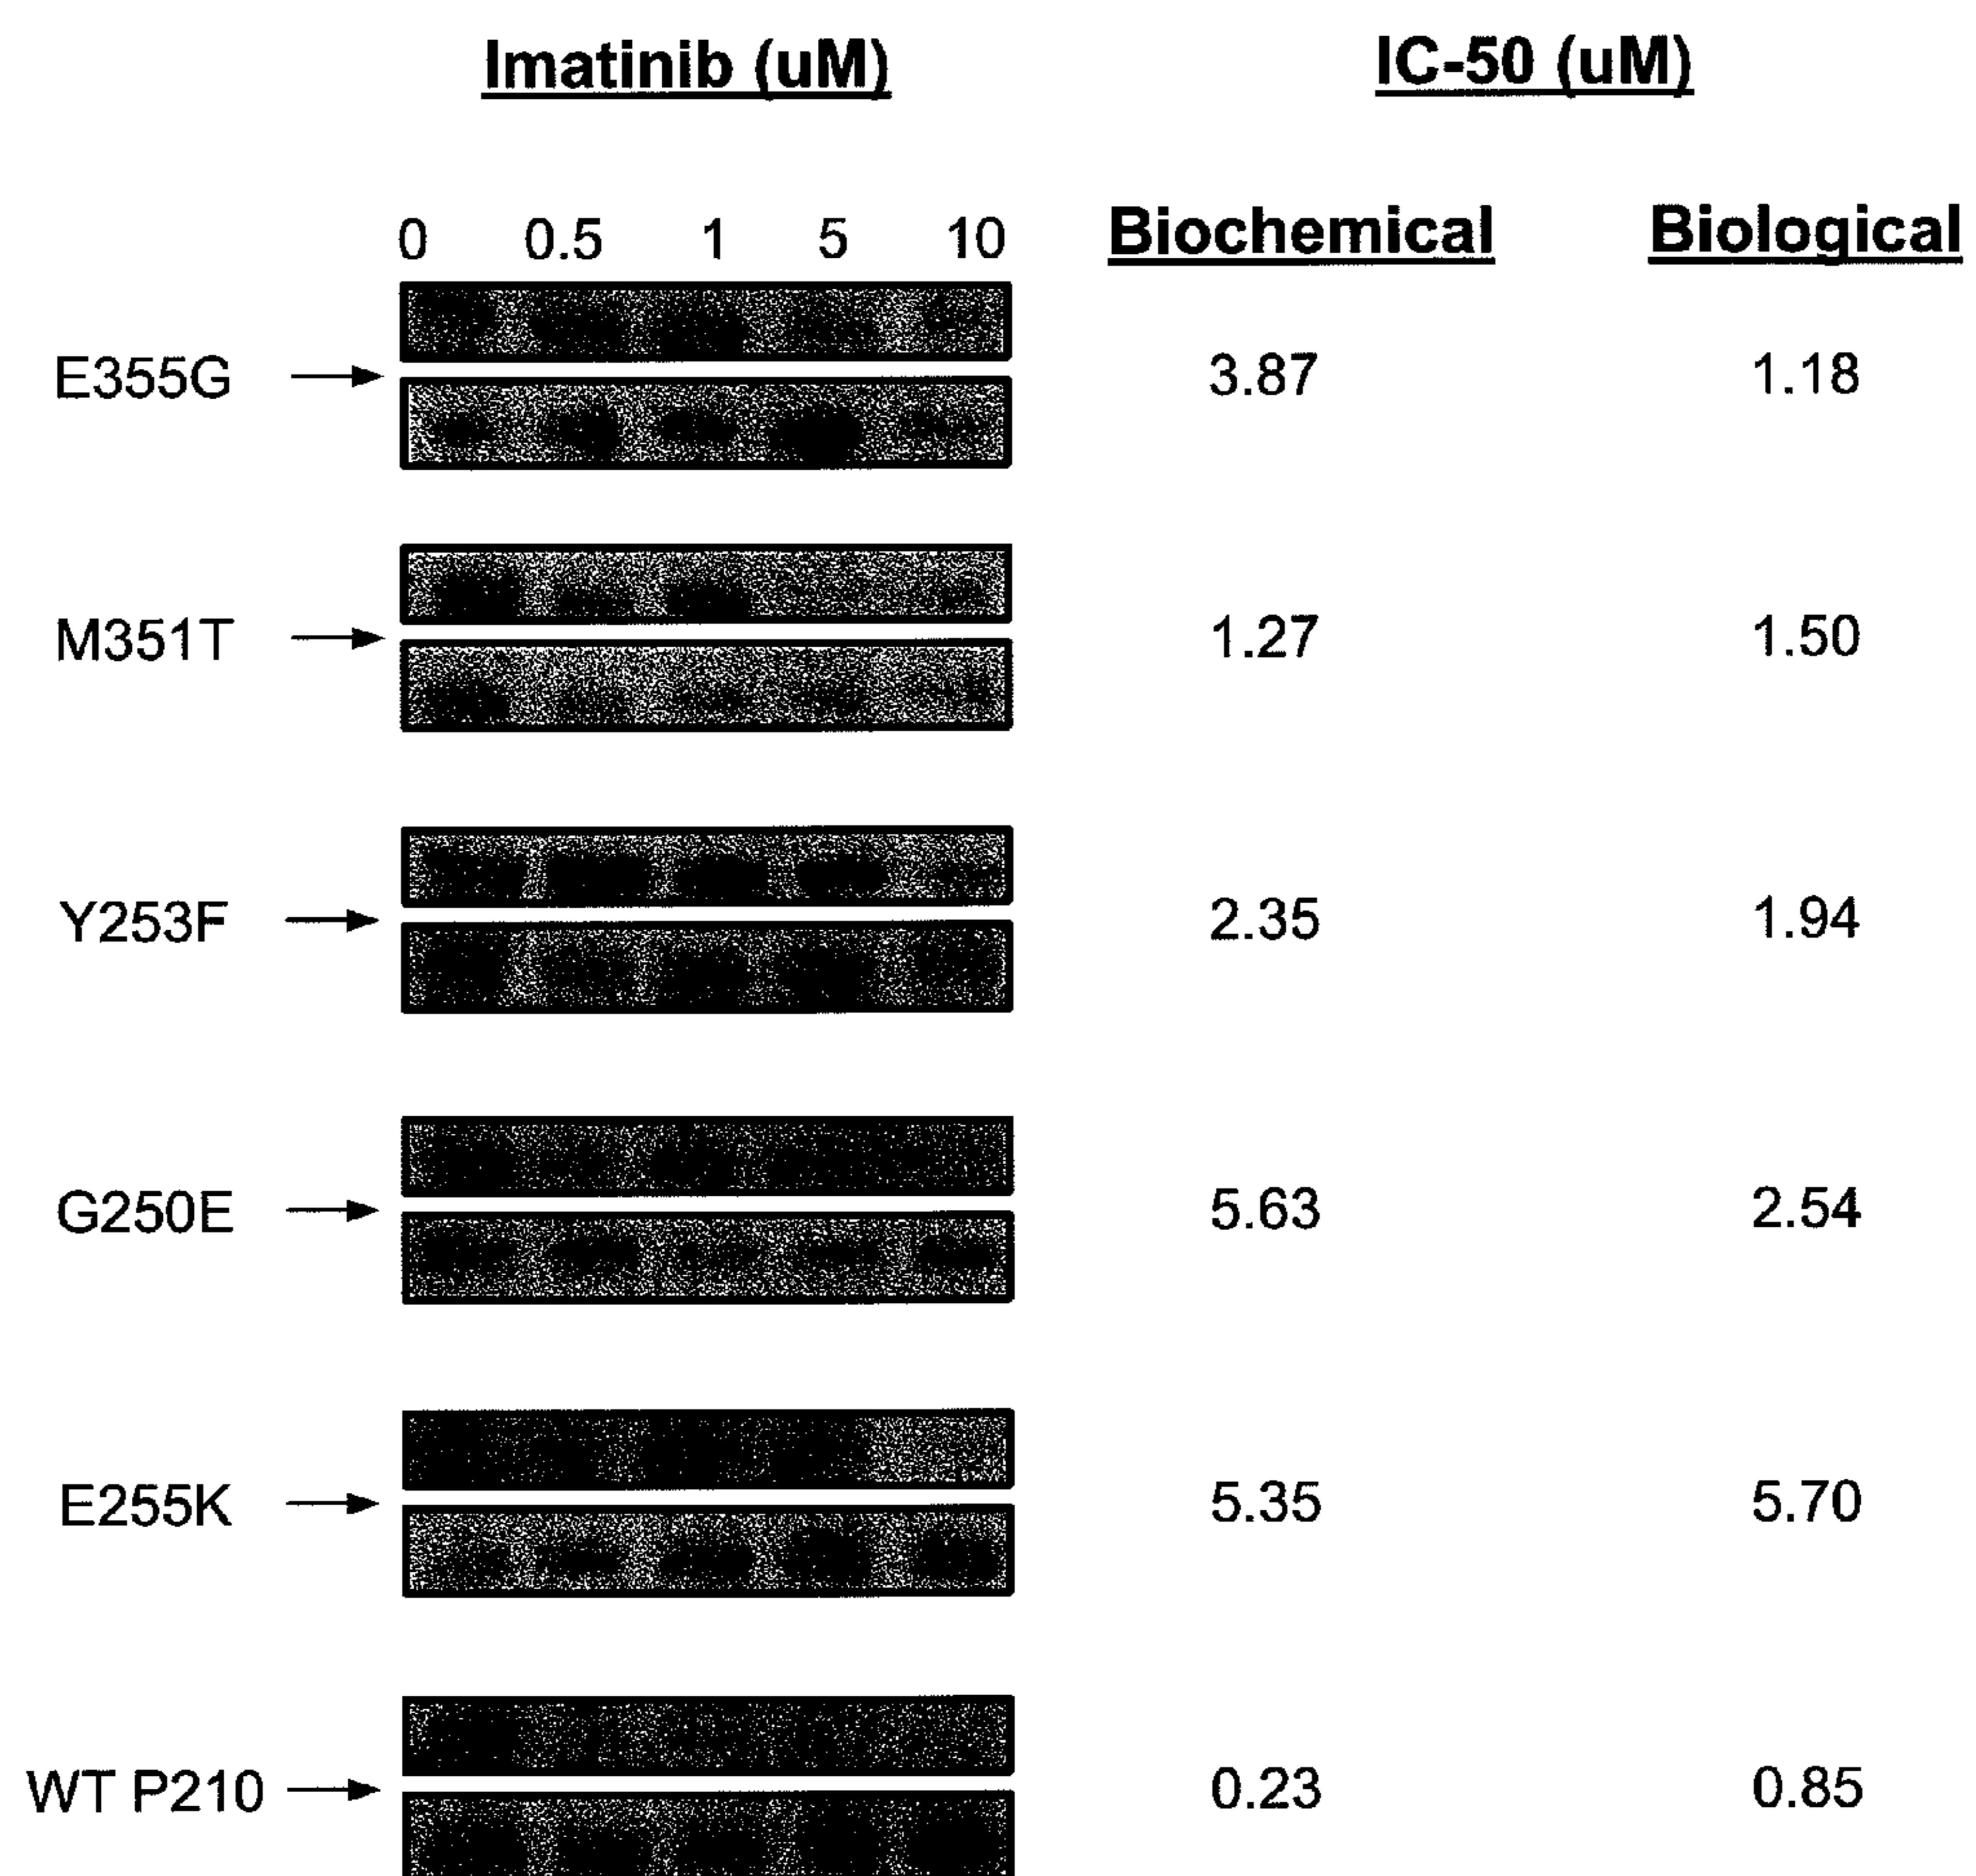 Imatinib (uM) IC-50 (uM)
0 0.5 1 5 10 Biochemical Biological
E355G 3.87 1.18
M351T 1.27 1.50
Y253F 2.35 1.94
G250E 5.63 2.54
E255K 5.35 5.70
WT P210 0.23 0.85